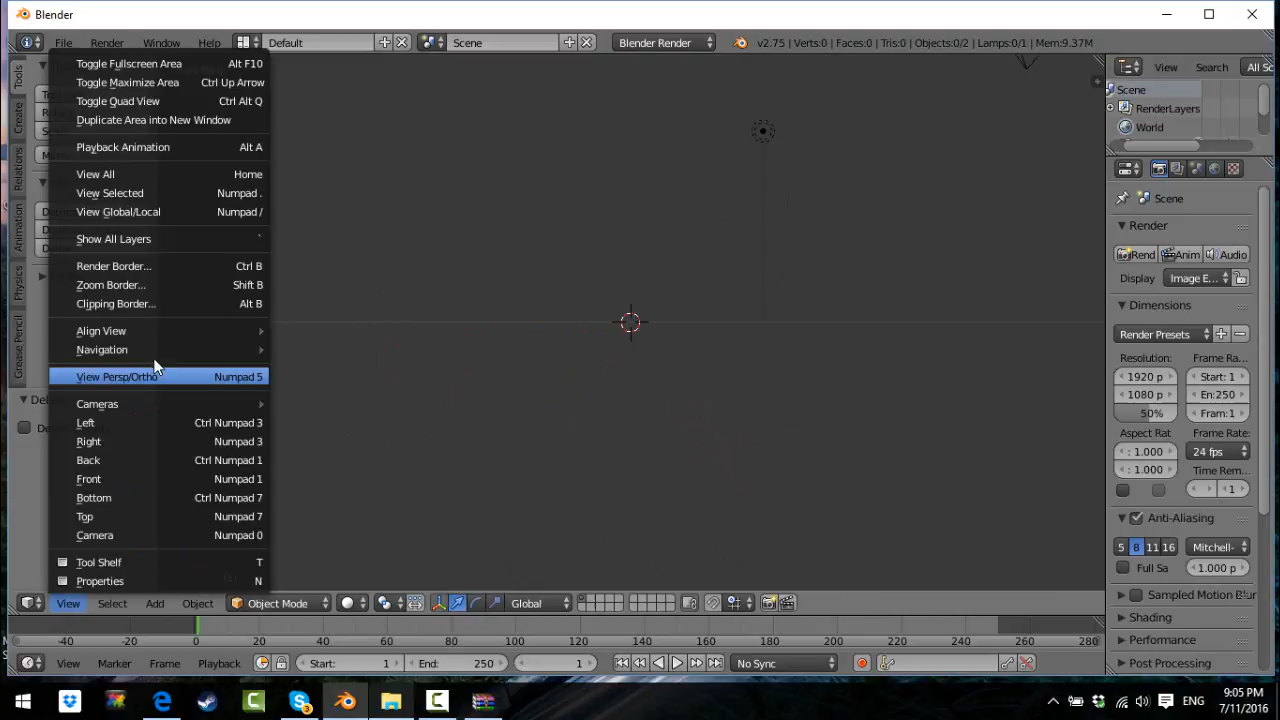 Blender
File Render Window Help Default Scene Blender Render v2.75 | Verts:0 | Faces:0 | Tris:0 | Objects:0/2 | Lamps:0/1 | Mem:9.37M
Toggle Fullscreen Area Alt F10
Toggle Maximize Area Ctrl Up Arrow
Toggle Quad View Ctrl Alt Q
Duplicate Area into New Window
Playback Animation Alt A
View All Home
View Selected Numpad .
View Global/Local Numpad /
Show All Layers `
Render Border... Ctrl B
Zoom Border... Shift B
Clipping Border... Alt B
Align View
Navigation
View Persp/Ortho Numpad 5
Cameras
Left Ctrl Numpad 3
Right Numpad 3
Back Ctrl Numpad 1
Front Numpad 1
Bottom Ctrl Numpad 7
Top Numpad 7
Camera Numpad 0
Tool Shelf T
Properties N
Tools
Create
Relations
Animation
Physics
Grease Pencil
View Search All Sc
Scene
RenderLayers
World
Scene
Render
Rend Anim Audio
Display Image E...
Dimensions
Render Presets
Resolution: Frame Ra...
1920 p Start: 1
1080 p En:250
50% Fram:1
Aspect Rat Frame Rate:
: 1.000 24 fps
: 1.000 Time Rem...
1
Anti-Aliasing
5 8 11 16 Mitchell-
Full Sa 1.000 p
Sampled Motion Blur
Shading
Performance
Post Processing
View Select Add Object Object Mode Global
-40 -20 0 20 40 60 80 100 120 140 160 180 200 220 240 260 280
View Marker Frame Playback Start: 1 End: 250 1 No Sync
ENG
9:05 PM
7/11/2016